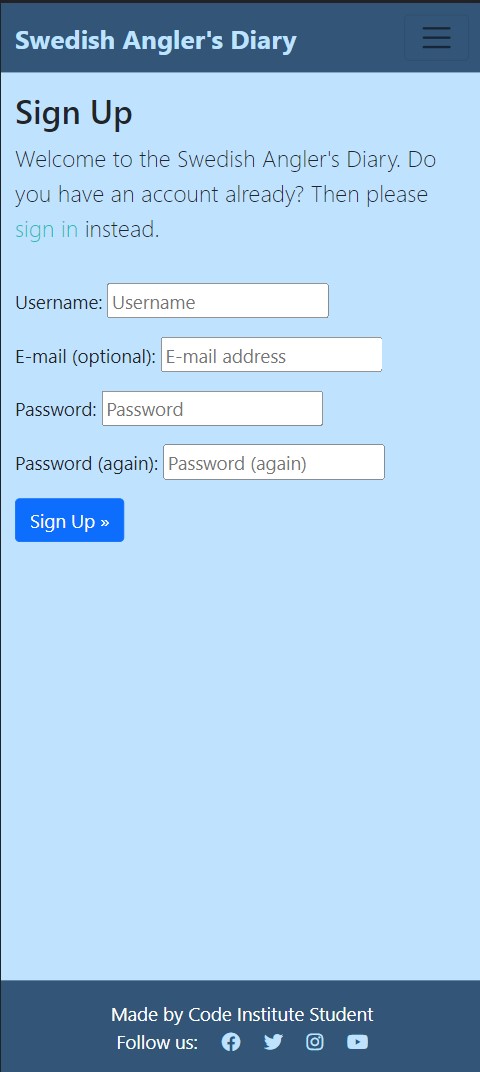 Swedish Angler's Diary
Sign Up
Welcome to the Swedish Angler's Diary. Do
you have an account already? Then please
sign in instead.
Username: Username
E-mail (optional): E-mail address
Password: Password
Password (again): Password (again)
Sign Up »
Made by Code Institute Student
Follow us: